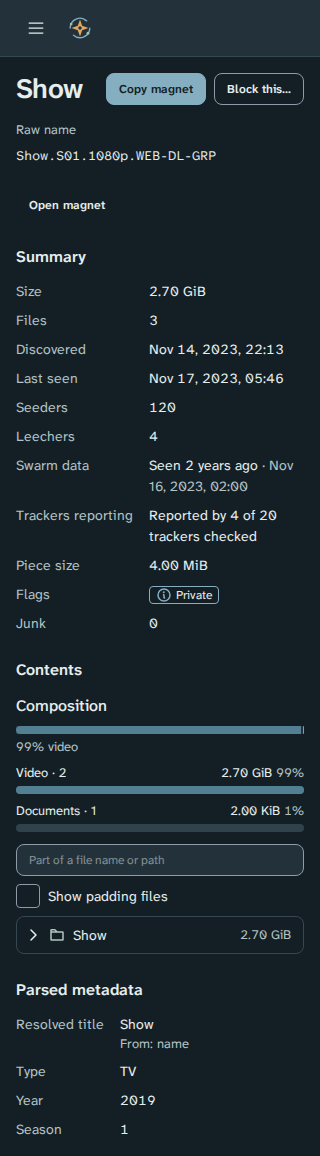 Show
Copy magnet
Block this…
Raw name
Show.S01.1080p.WEB-DL-GRP
Open magnet
Summary
Size 2.70 GiB
Files 3
Discovered Nov 14, 2023, 22:13
Last seen Nov 17, 2023, 05:46
Seeders 120
Leechers 4
Swarm data Seen 2 years ago · Nov
16, 2023, 02:00
Trackers reporting Reported by 4 of 20
trackers checked
Piece size 4.00 MiB
Flags Private
Junk 0
Contents
Composition
99% video
Video · 2 2.70 GiB 99%
Documents · 1 2.00 KiB 1%
Part of a file name or path
Show padding files
Show 2.70 GiB
Parsed metadata
Resolved title Show
From: name
Type TV
Year 2019
Season 1